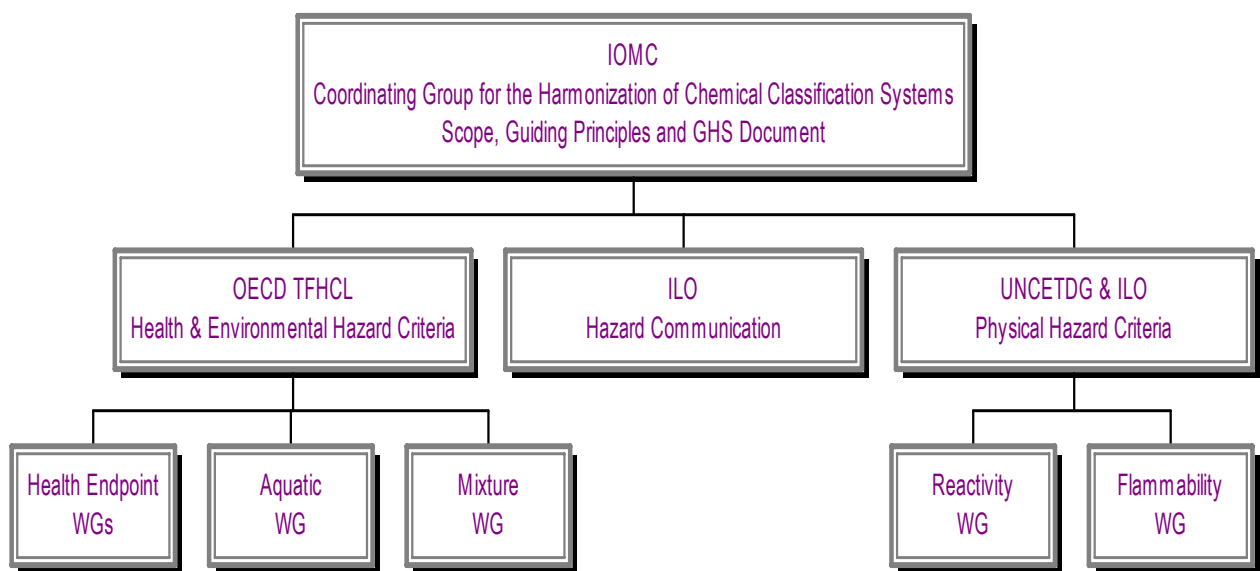 IOMC
Coordinating Group for the Harmonization of Chemical Classification Systems
Scope, Guiding Principles and GHS Document
OECD TFHCL
Health & Environmental Hazard Criteria
ILO
Hazard Communication
UNCETDG & ILO
Physical Hazard Criteria
Health Endpoint
WGs
Aquatic
WG
Mixture
WG
Reactivity
WG
Flammability
WG